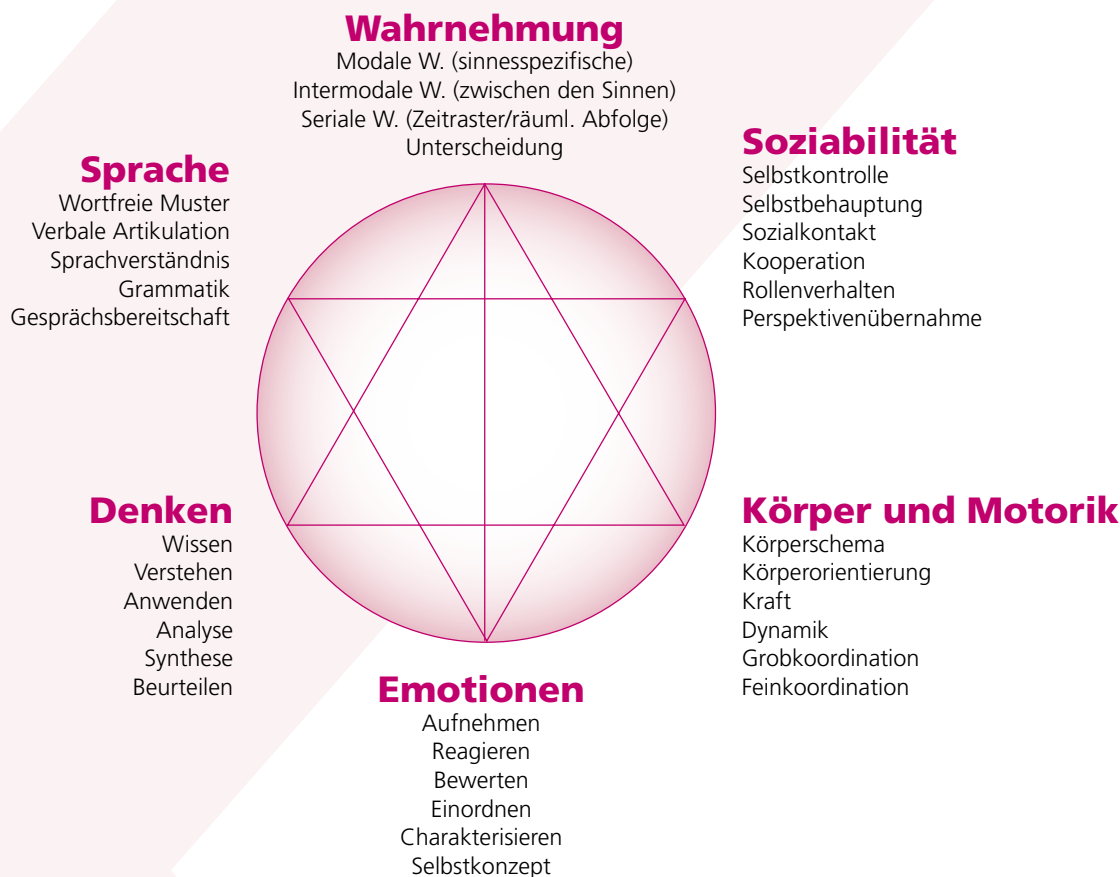 Wahrnehmung
Modale W. (sinnesspezifische)
Intermodale W. (zwischen den Sinnen)
Seriale W. (Zeitraster/räuml. Abfolge)
Unterscheidung
Sprache
Wortfreie Muster
Verbale Artikulation
Sprachverständnis
Grammatik
Gesprächsbereitschaft
Soziabilität
Selbstkontrolle
Selbstbehauptung
Sozialkontakt
Kooperation
Rollenverhalten
Perspektivenübernahme
Denken
Wissen
Verstehen
Anwenden
Analyse
Synthese
Beurteilen
Körper und Motorik
Körperschema
Körperorientierung
Kraft
Dynamik
Grobkoordination
Feinkoordination
Emotionen
Aufnehmen
Reagieren
Bewerten
Einordnen
Charakterisieren
Selbstkonzept